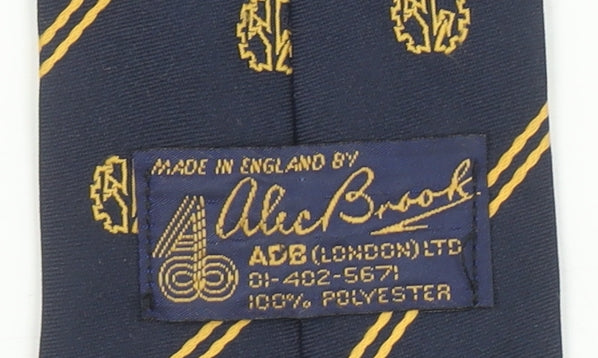 MADE IN ENGLAND BY
Alec Brook
ADB (LONDON) LTD
01-402-5671
100% POLYESTER